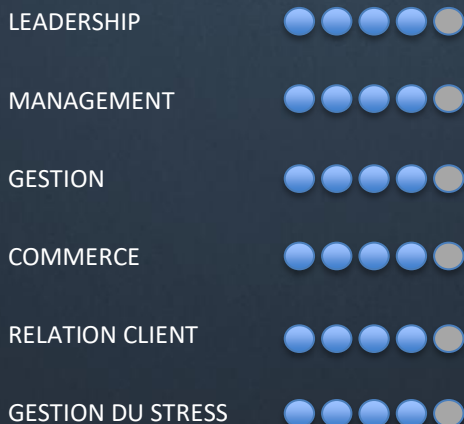 LEADERSHIP
MANAGEMENT
GESTION
COMMERCE
RELATION CLIENT
GESTION DU STRESS